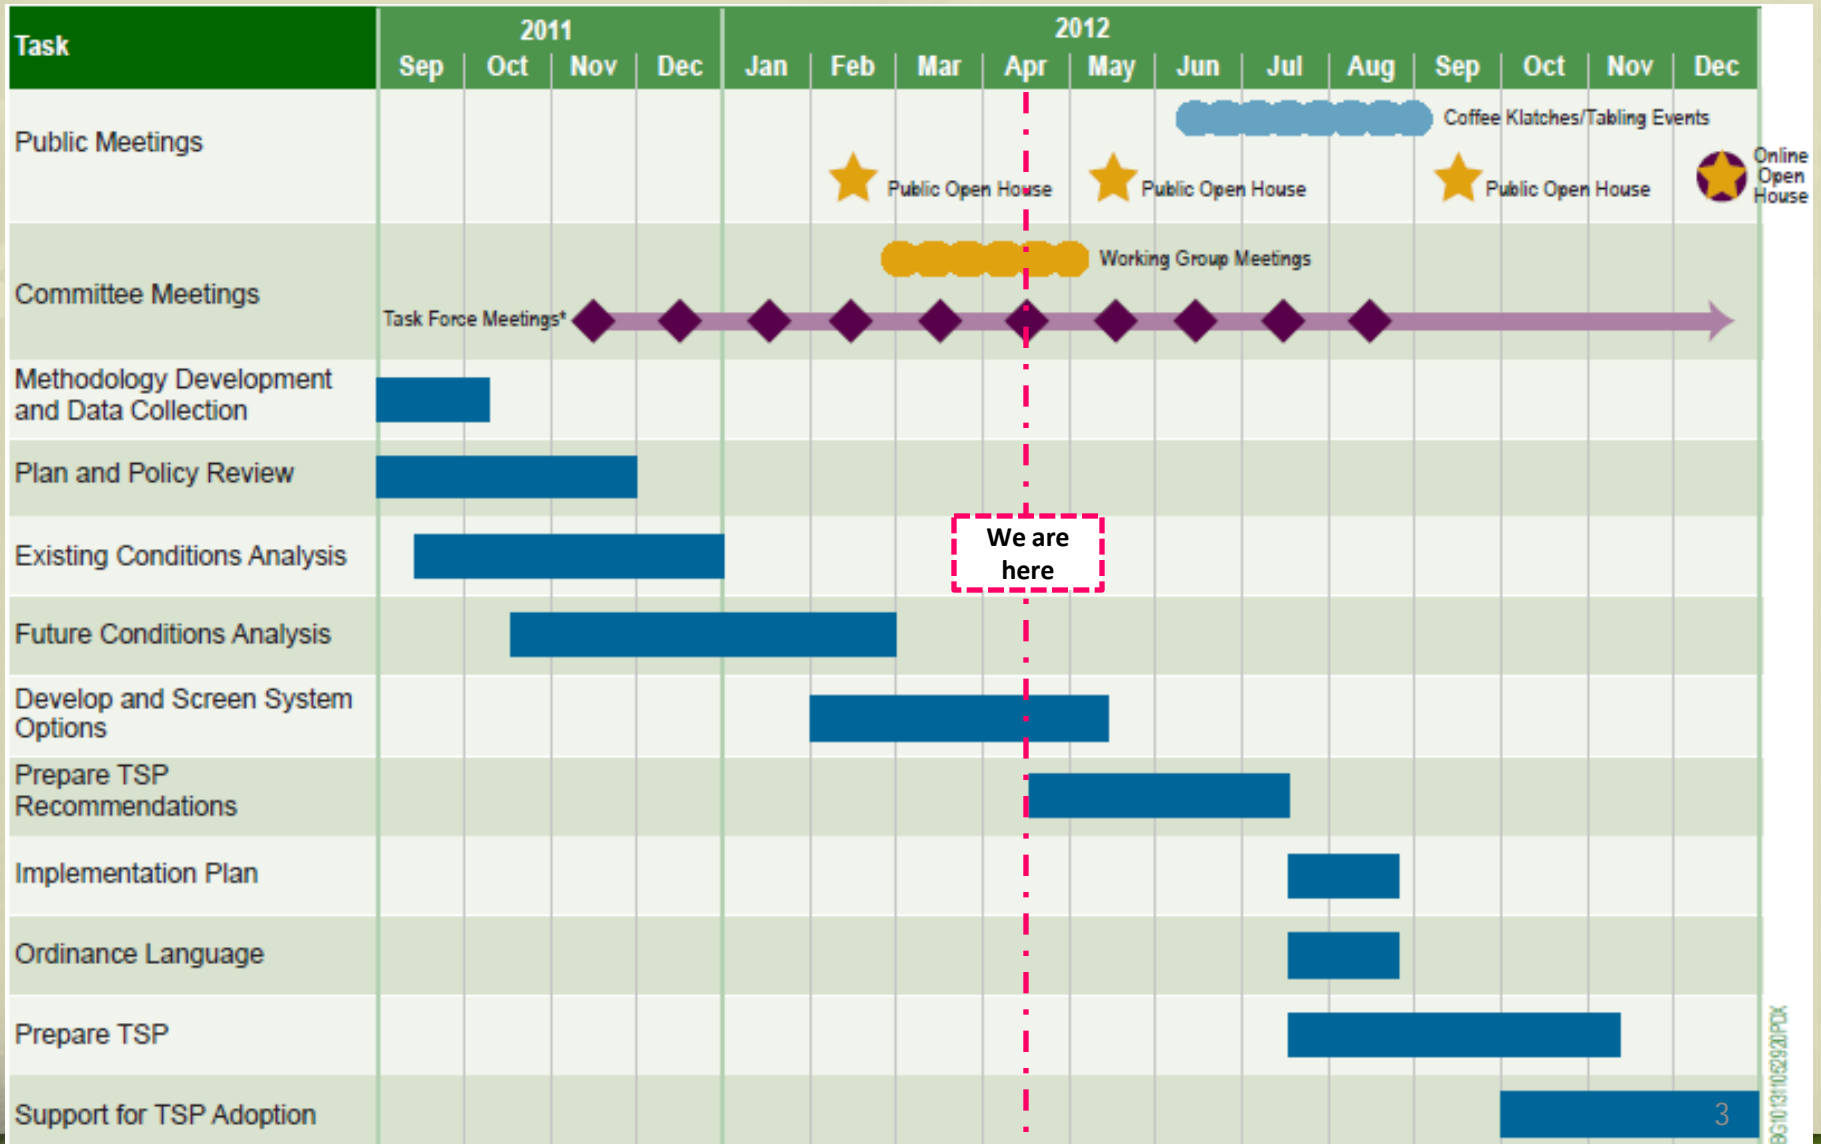 Task
2011
2012
Sep Oct Nov Dec Jan Feb Mar Apr May Jun Jul Aug Sep Oct Nov Dec
Public Meetings
Coffee Klatches/Tabling Events
Public Open House
Public Open House
Public Open House
Online
Open
House
Committee Meetings
Working Group Meetings
Task Force Meetings*
Methodology Development
and Data Collection
Plan and Policy Review
Existing Conditions Analysis
We are
here
Future Conditions Analysis
Develop and Screen System
Options
Prepare TSP
Recommendations
Implementation Plan
Ordinance Language
Prepare TSP
Support for TSP Adoption
3